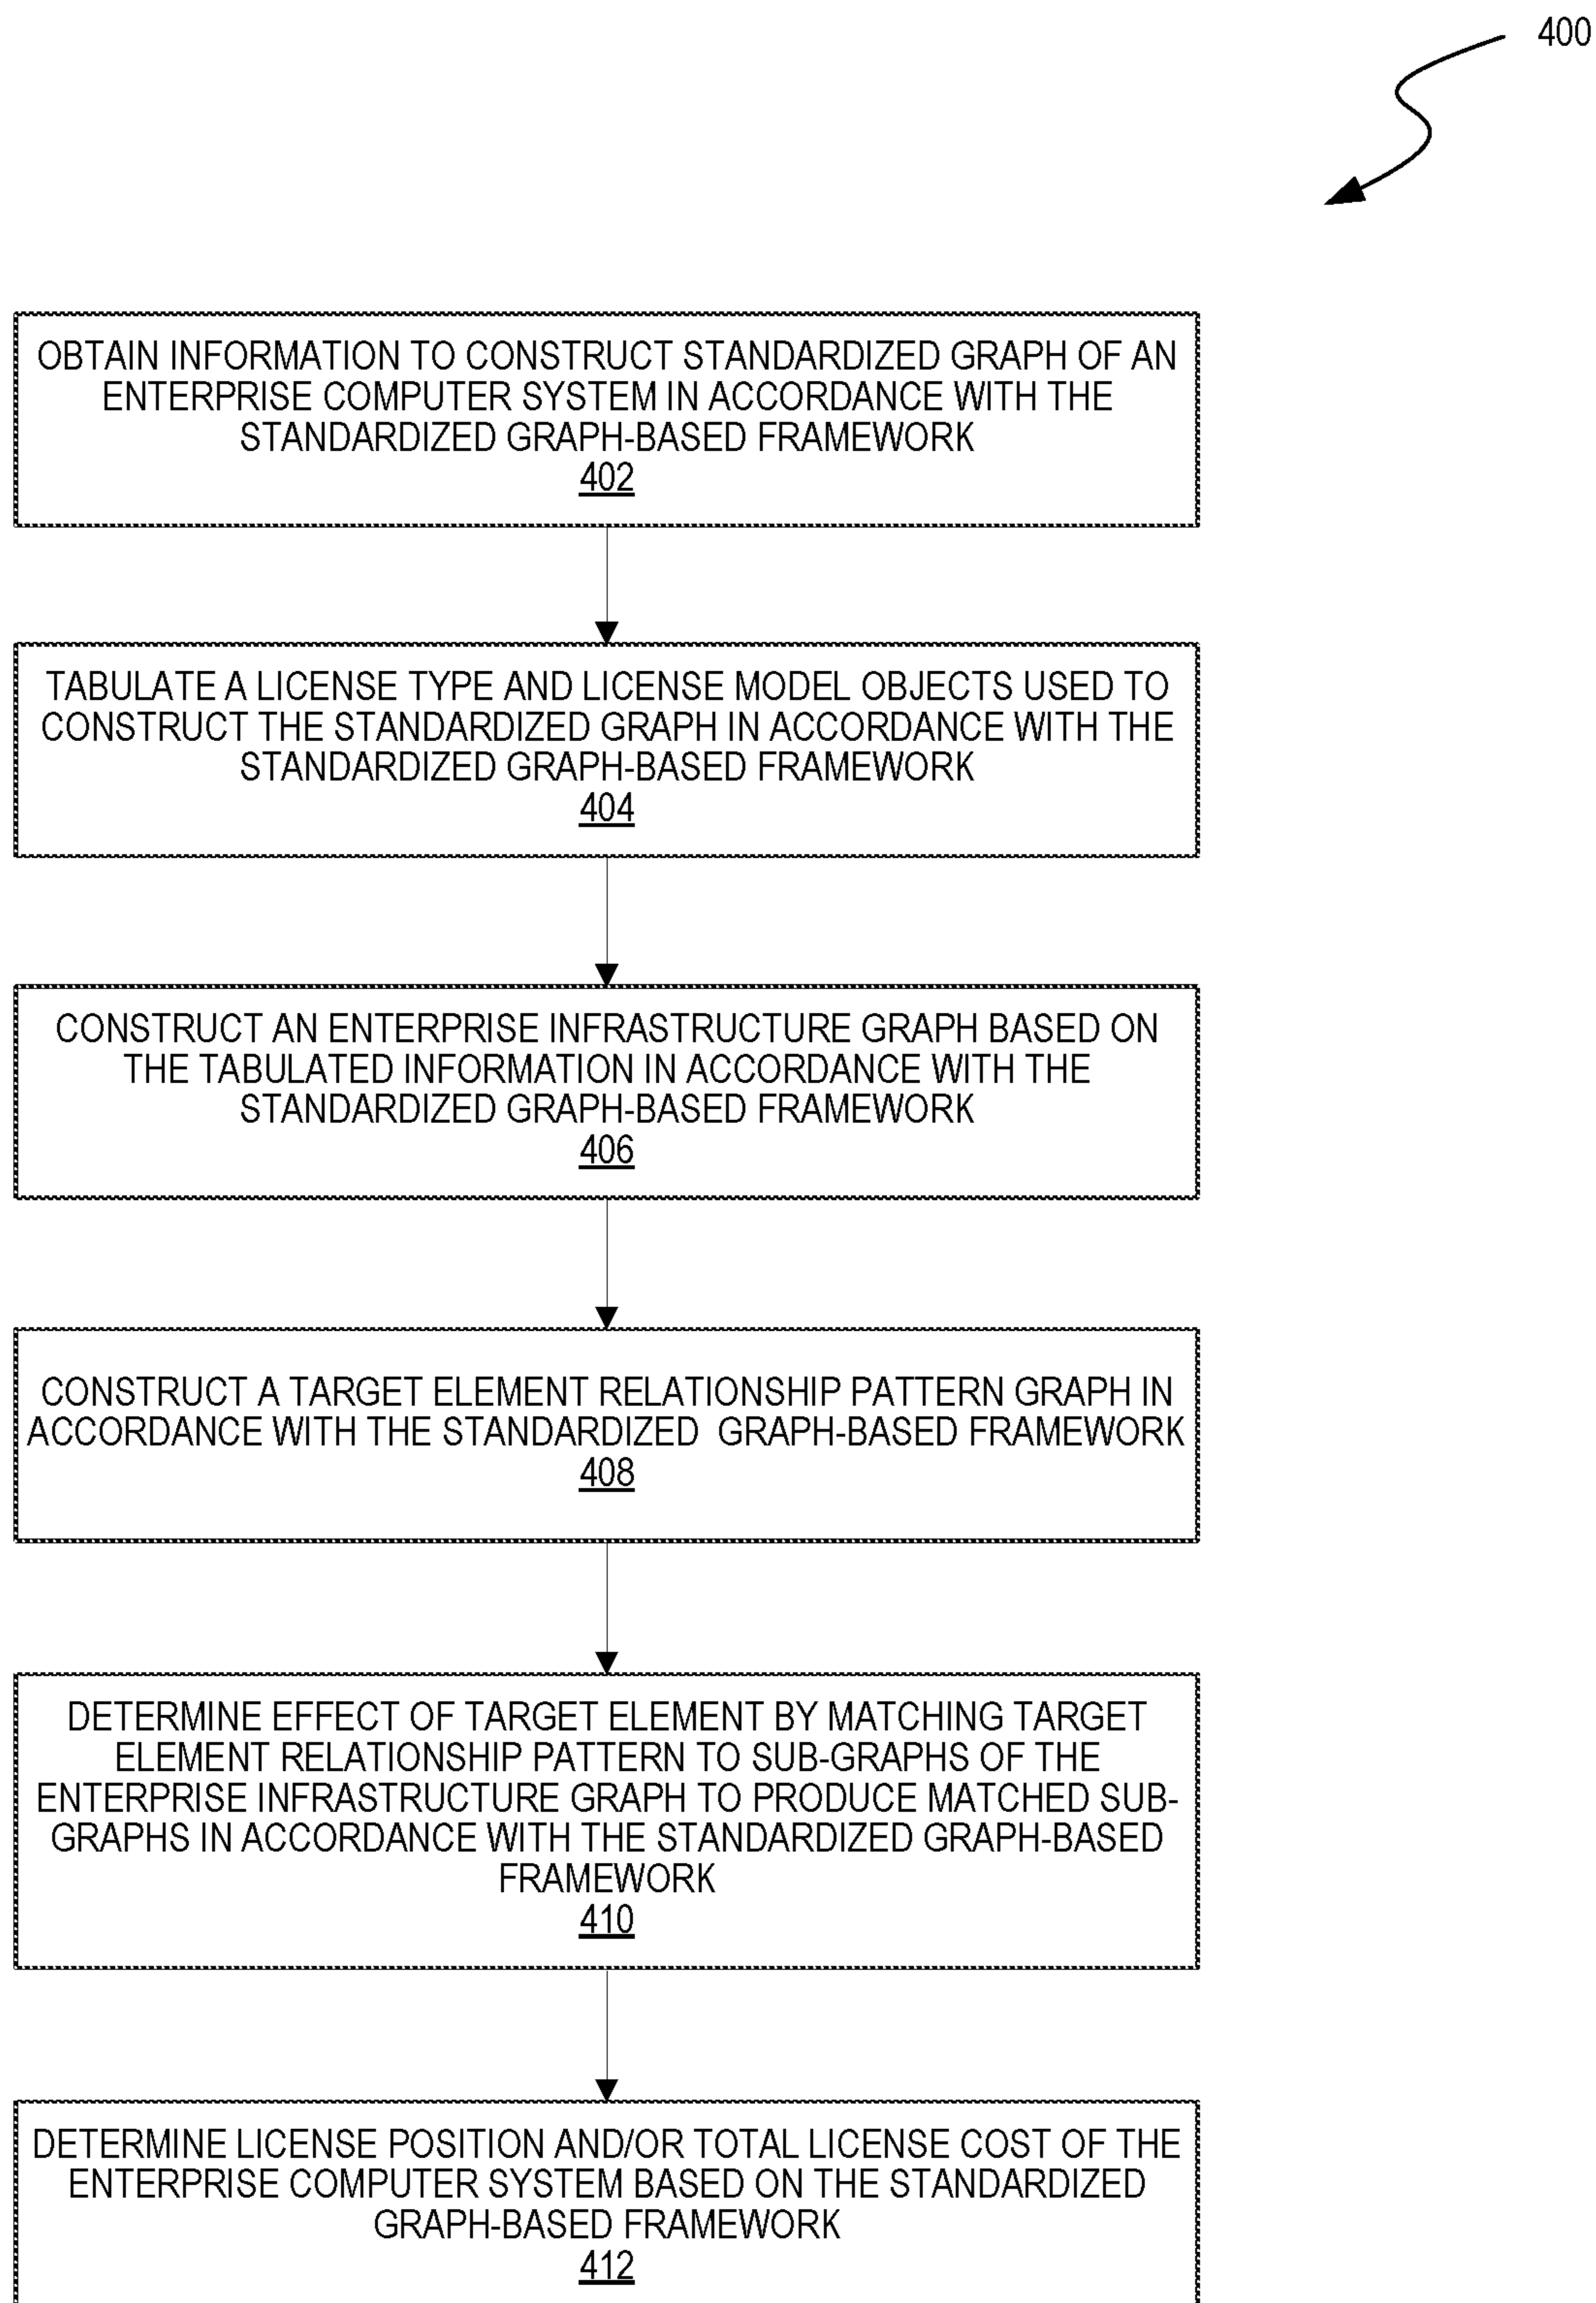 400
OBTAIN INFORMATION TO CONSTRUCT STANDARDIZED GRAPH OF AN
ENTERPRISE COMPUTER SYSTEM IN ACCORDANCE WITH THE
STANDARDIZED GRAPH-BASED FRAMEWORK
402
TABULATE A LICENSE TYPE AND LICENSE MODEL OBJECTS USED TO
CONSTRUCT THE STANDARDIZED GRAPH IN ACCORDANCE WITH THE
STANDARDIZED GRAPH-BASED FRAMEWORK
404
CONSTRUCT AN ENTERPRISE INFRASTRUCTURE GRAPH BASED ON
THE TABULATED INFORMATION IN ACCORDANCE WITH THE
STANDARDIZED GRAPH-BASED FRAMEWORK
406
CONSTRUCT A TARGET ELEMENT RELATIONSHIP PATTERN GRAPH IN
ACCORDANCE WITH THE STANDARDIZED GRAPH-BASED FRAMEWORK
408
DETERMINE EFFECT OF TARGET ELEMENT BY MATCHING TARGET
ELEMENT RELATIONSHIP PATTERN TO SUB-GRAPHS OF THE
ENTERPRISE INFRASTRUCTURE GRAPH TO PRODUCE MATCHED SUB-
GRAPHS IN ACCORDANCE WITH THE STANDARDIZED GRAPH-BASED
FRAMEWORK
410
DETERMINE LICENSE POSITION AND/OR TOTAL LICENSE COST OF THE
ENTERPRISE COMPUTER SYSTEM BASED ON THE STANDARDIZED
GRAPH-BASED FRAMEWORK
412